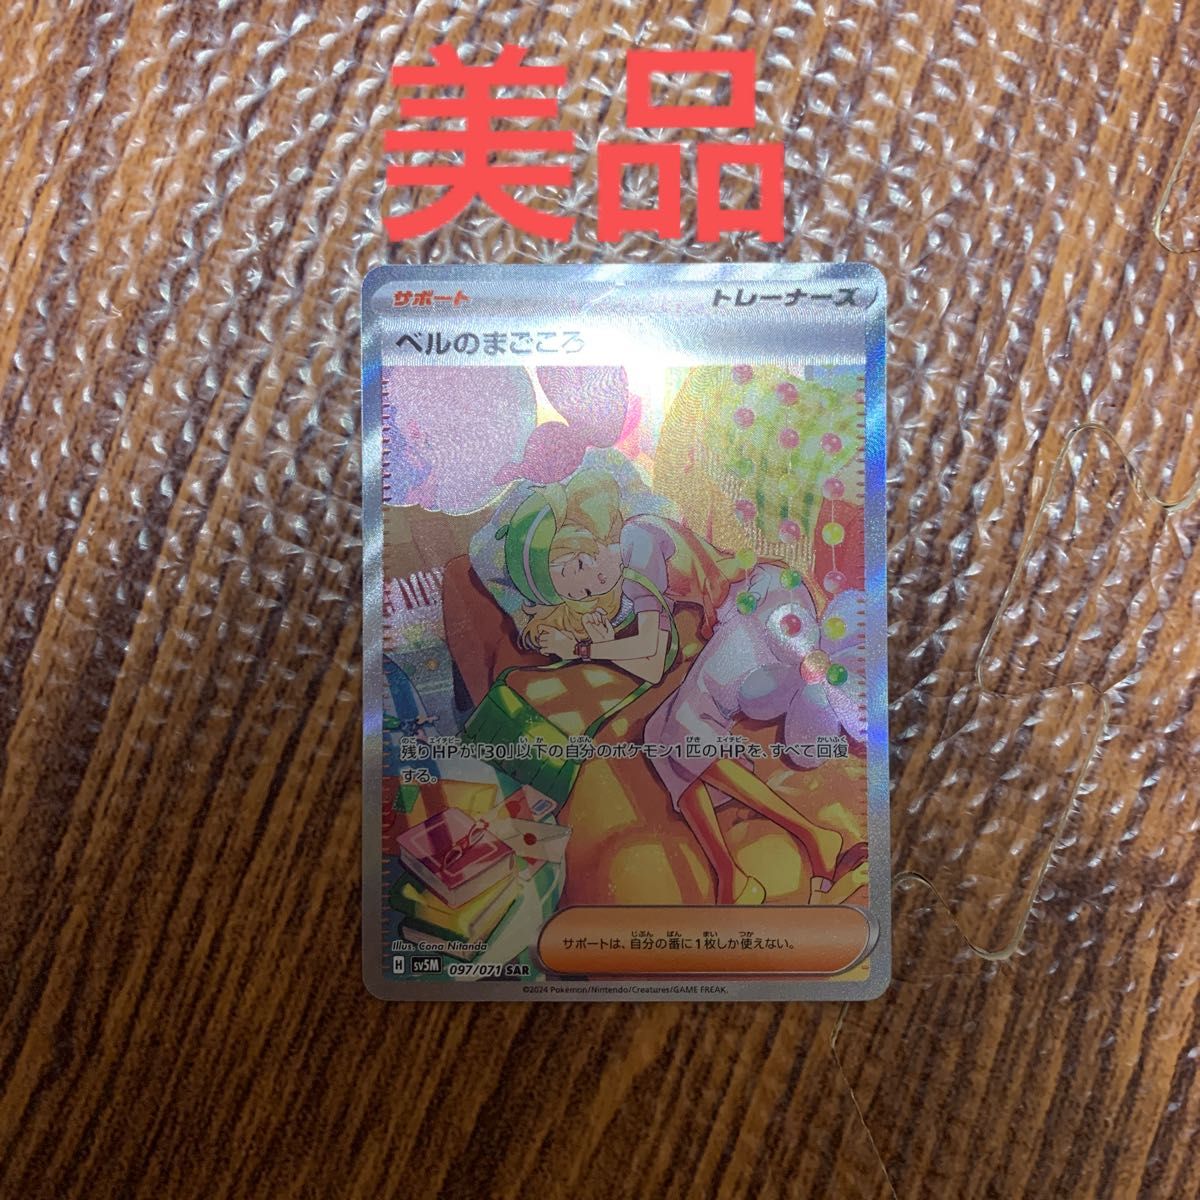 美品
サポート トレーナーズ
ベルのまごころ
残りHPが「30」以下の自分のポケモン1匹のHPを、すべて回復
する。
サポートは、自分の番に1枚しか使えない。
Illus. Cona Nitanda
H sv5M 097/071 SAR
©2024 Pokémon/Nintendo/Creatures/GAME FREAK.